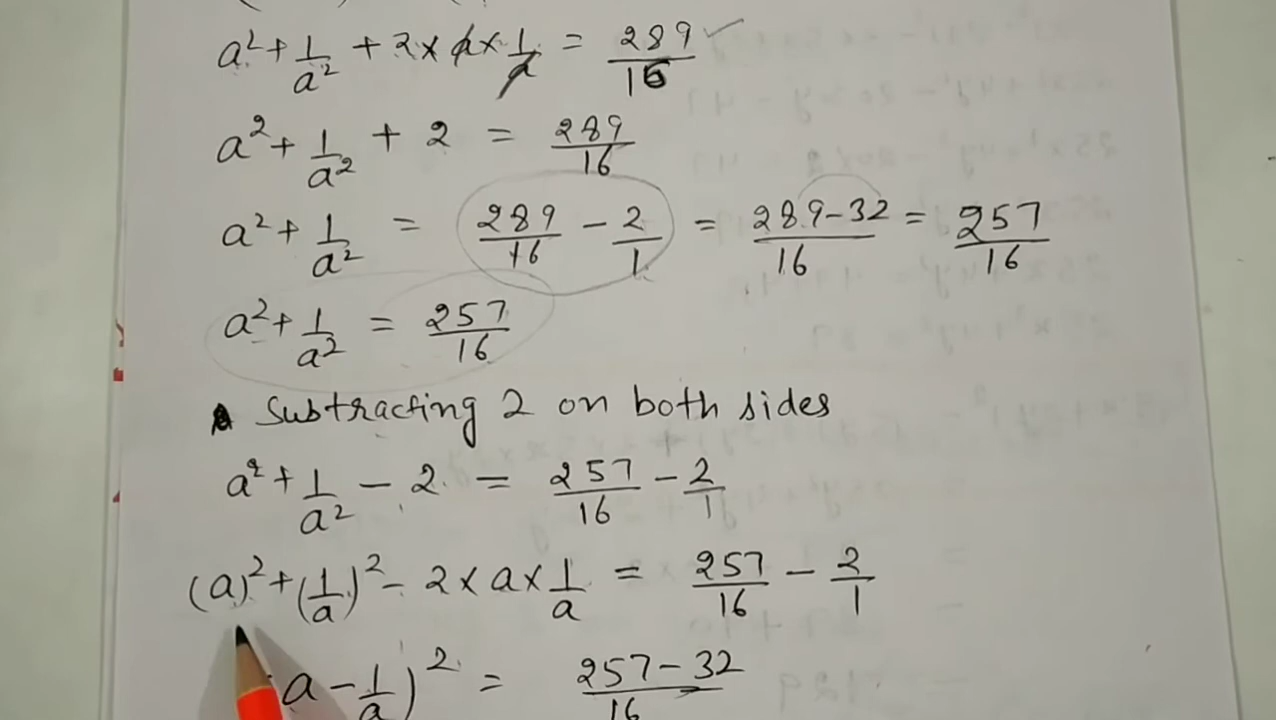 a² + 1/a² + 2 × a × 1/a = 289/16
a² + 1/a² + 2 = 289/16
a² + 1/a² = 289/16 - 2/1 = 289-32/16 = 257/16
a² + 1/a² = 257/16
Subtracting 2 on both sides
a² + 1/a² - 2 = 257/16 - 2/1
(a)² + (1/a)² - 2 × a × 1/a = 257/16 - 2/1
a - 1/a)² = 257-32/16